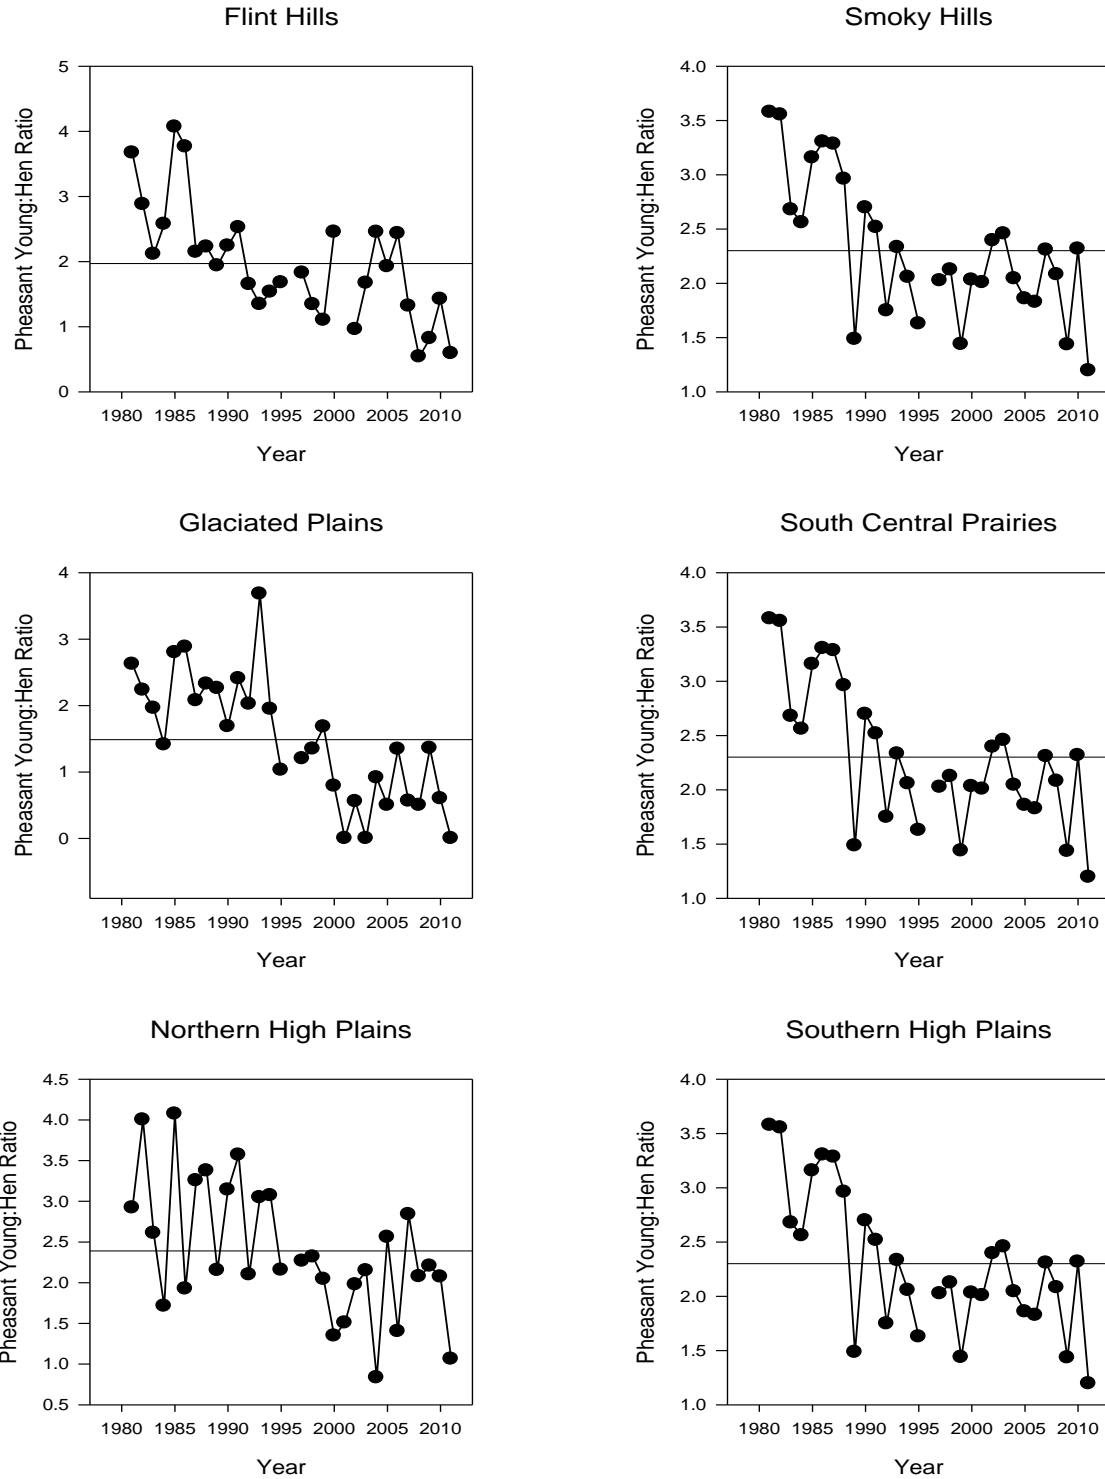 Flint Hills
5
4
3
2
1
0
Pheasant Young:Hen Ratio
1980 1985 1990 1995 2000 2005 2010
Year
Smoky Hills
4.0
3.5
3.0
2.5
2.0
1.5
1.0
Pheasant Young:Hen Ratio
1980 1985 1990 1995 2000 2005 2010
Year
Glaciated Plains
4
3
2
1
0
Pheasant Young:Hen Ratio
1980 1985 1990 1995 2000 2005 2010
Year
South Central Prairies
4.0
3.5
3.0
2.5
2.0
1.5
1.0
Pheasant Young:Hen Ratio
1980 1985 1990 1995 2000 2005 2010
Year
Northern High Plains
4.5
4.0
3.5
3.0
2.5
2.0
1.5
1.0
0.5
Pheasant Young:Hen Ratio
1980 1985 1990 1995 2000 2005 2010
Year
Southern High Plains
4.0
3.5
3.0
2.5
2.0
1.5
1.0
Pheasant Young:Hen Ratio
1980 1985 1990 1995 2000 2005 2010
Year